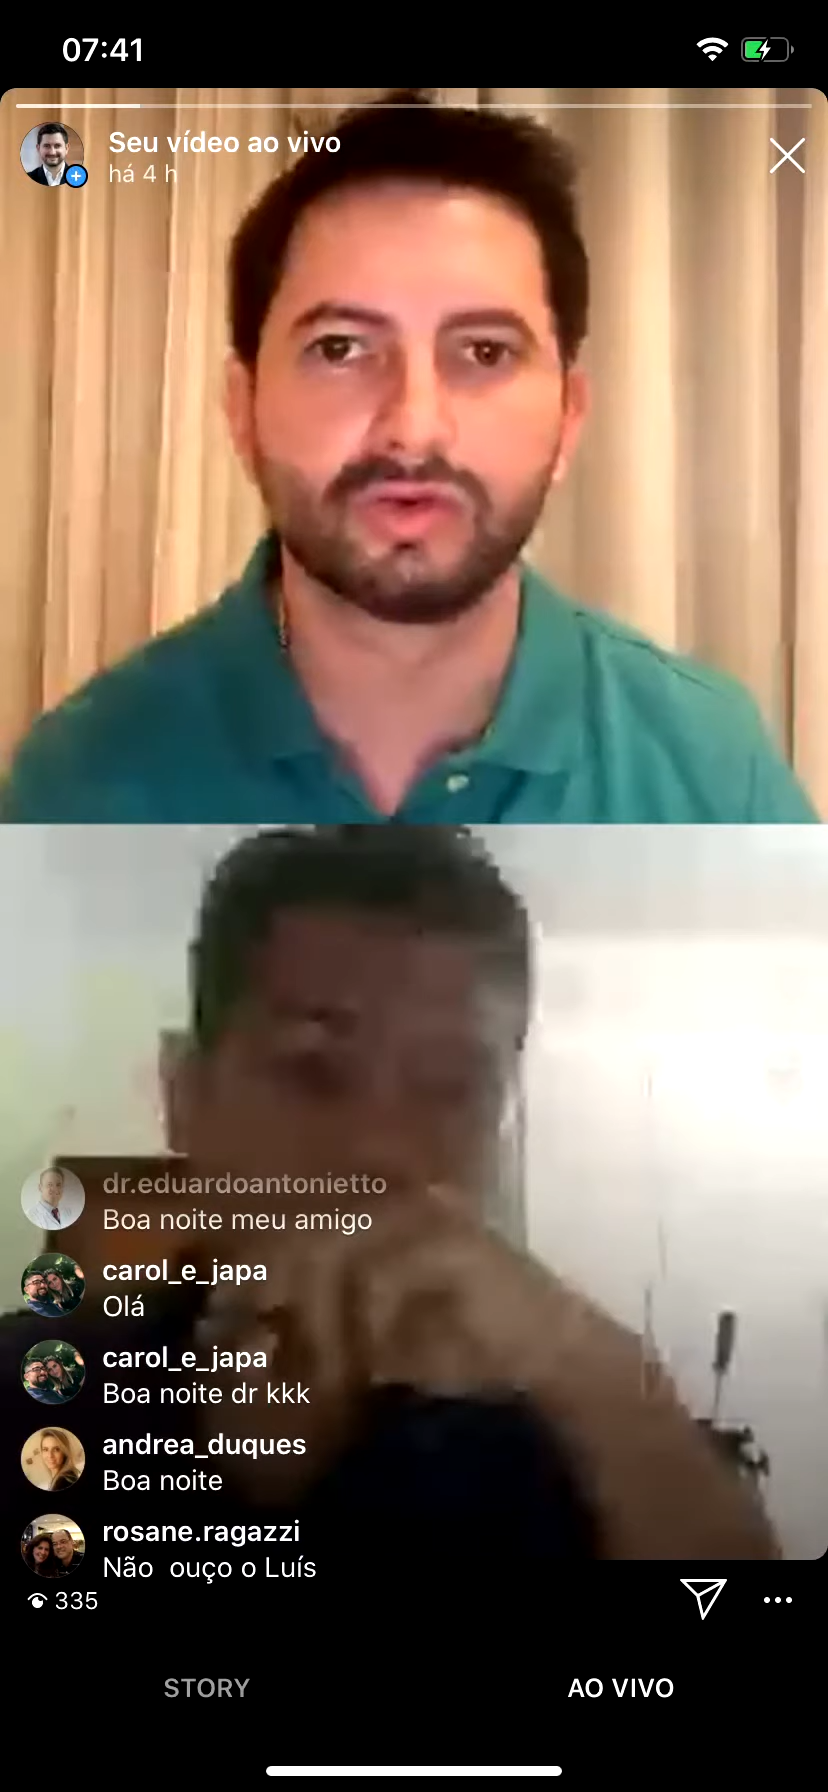 07:41
Seu vídeo ao vivo
há 4 h
dr.eduardoantonietto
Boa noite meu amigo
carol_e_japa
Olá
carol_e_japa
Boa noite dr kkk
andrea_duques
Boa noite
rosane.ragazzi
Não ouço o Luís
335
STORY
AO VIVO